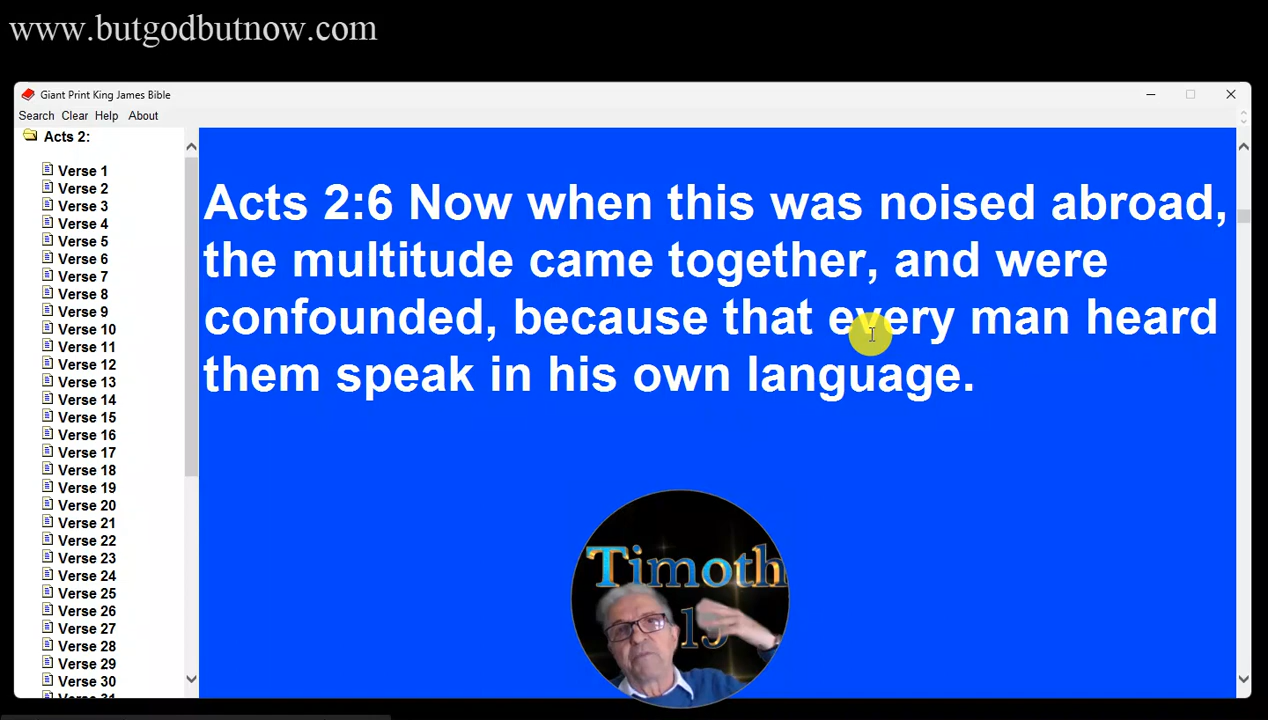 www.butgodbutnow.com
Giant Print King James Bible
Search Clear Help About
Acts 2:
Verse 1
Verse 2
Verse 3
Verse 4
Verse 5
Verse 6
Verse 7
Verse 8
Verse 9
Verse 10
Verse 11
Verse 12
Verse 13
Verse 14
Verse 15
Verse 16
Verse 17
Verse 18
Verse 19
Verse 20
Verse 21
Verse 22
Verse 23
Verse 24
Verse 25
Verse 26
Verse 27
Verse 28
Verse 29
Verse 30
Acts 2:6 Now when this was noised abroad,
the multitude came together, and were
confounded, because that every man heard
them speak in his own language.
Timoth